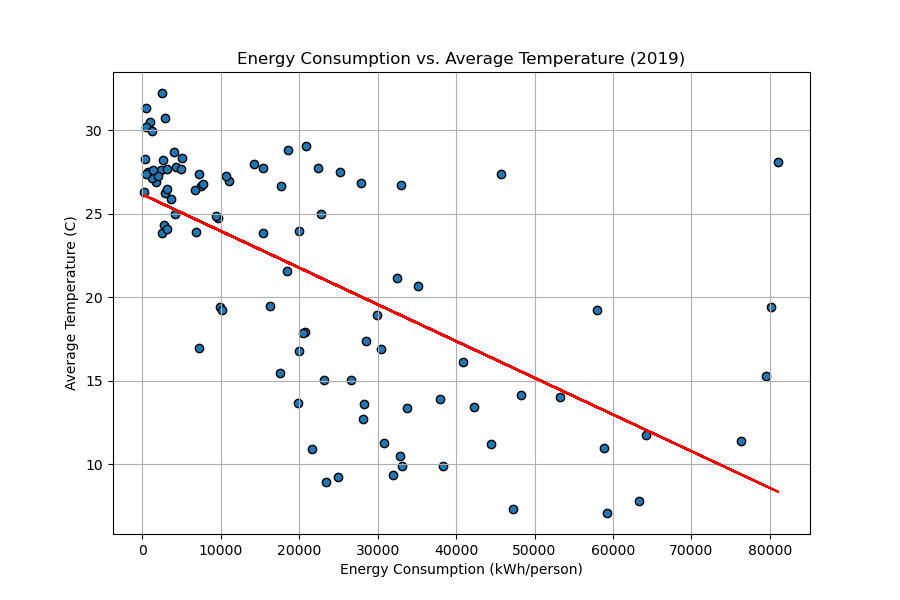 Energy Consumption vs. Average Temperature (2019)
Average Temperature (C)
30
25
20
15
10
0 10000 20000 30000 40000 50000 60000 70000 80000
Energy Consumption (kWh/person)